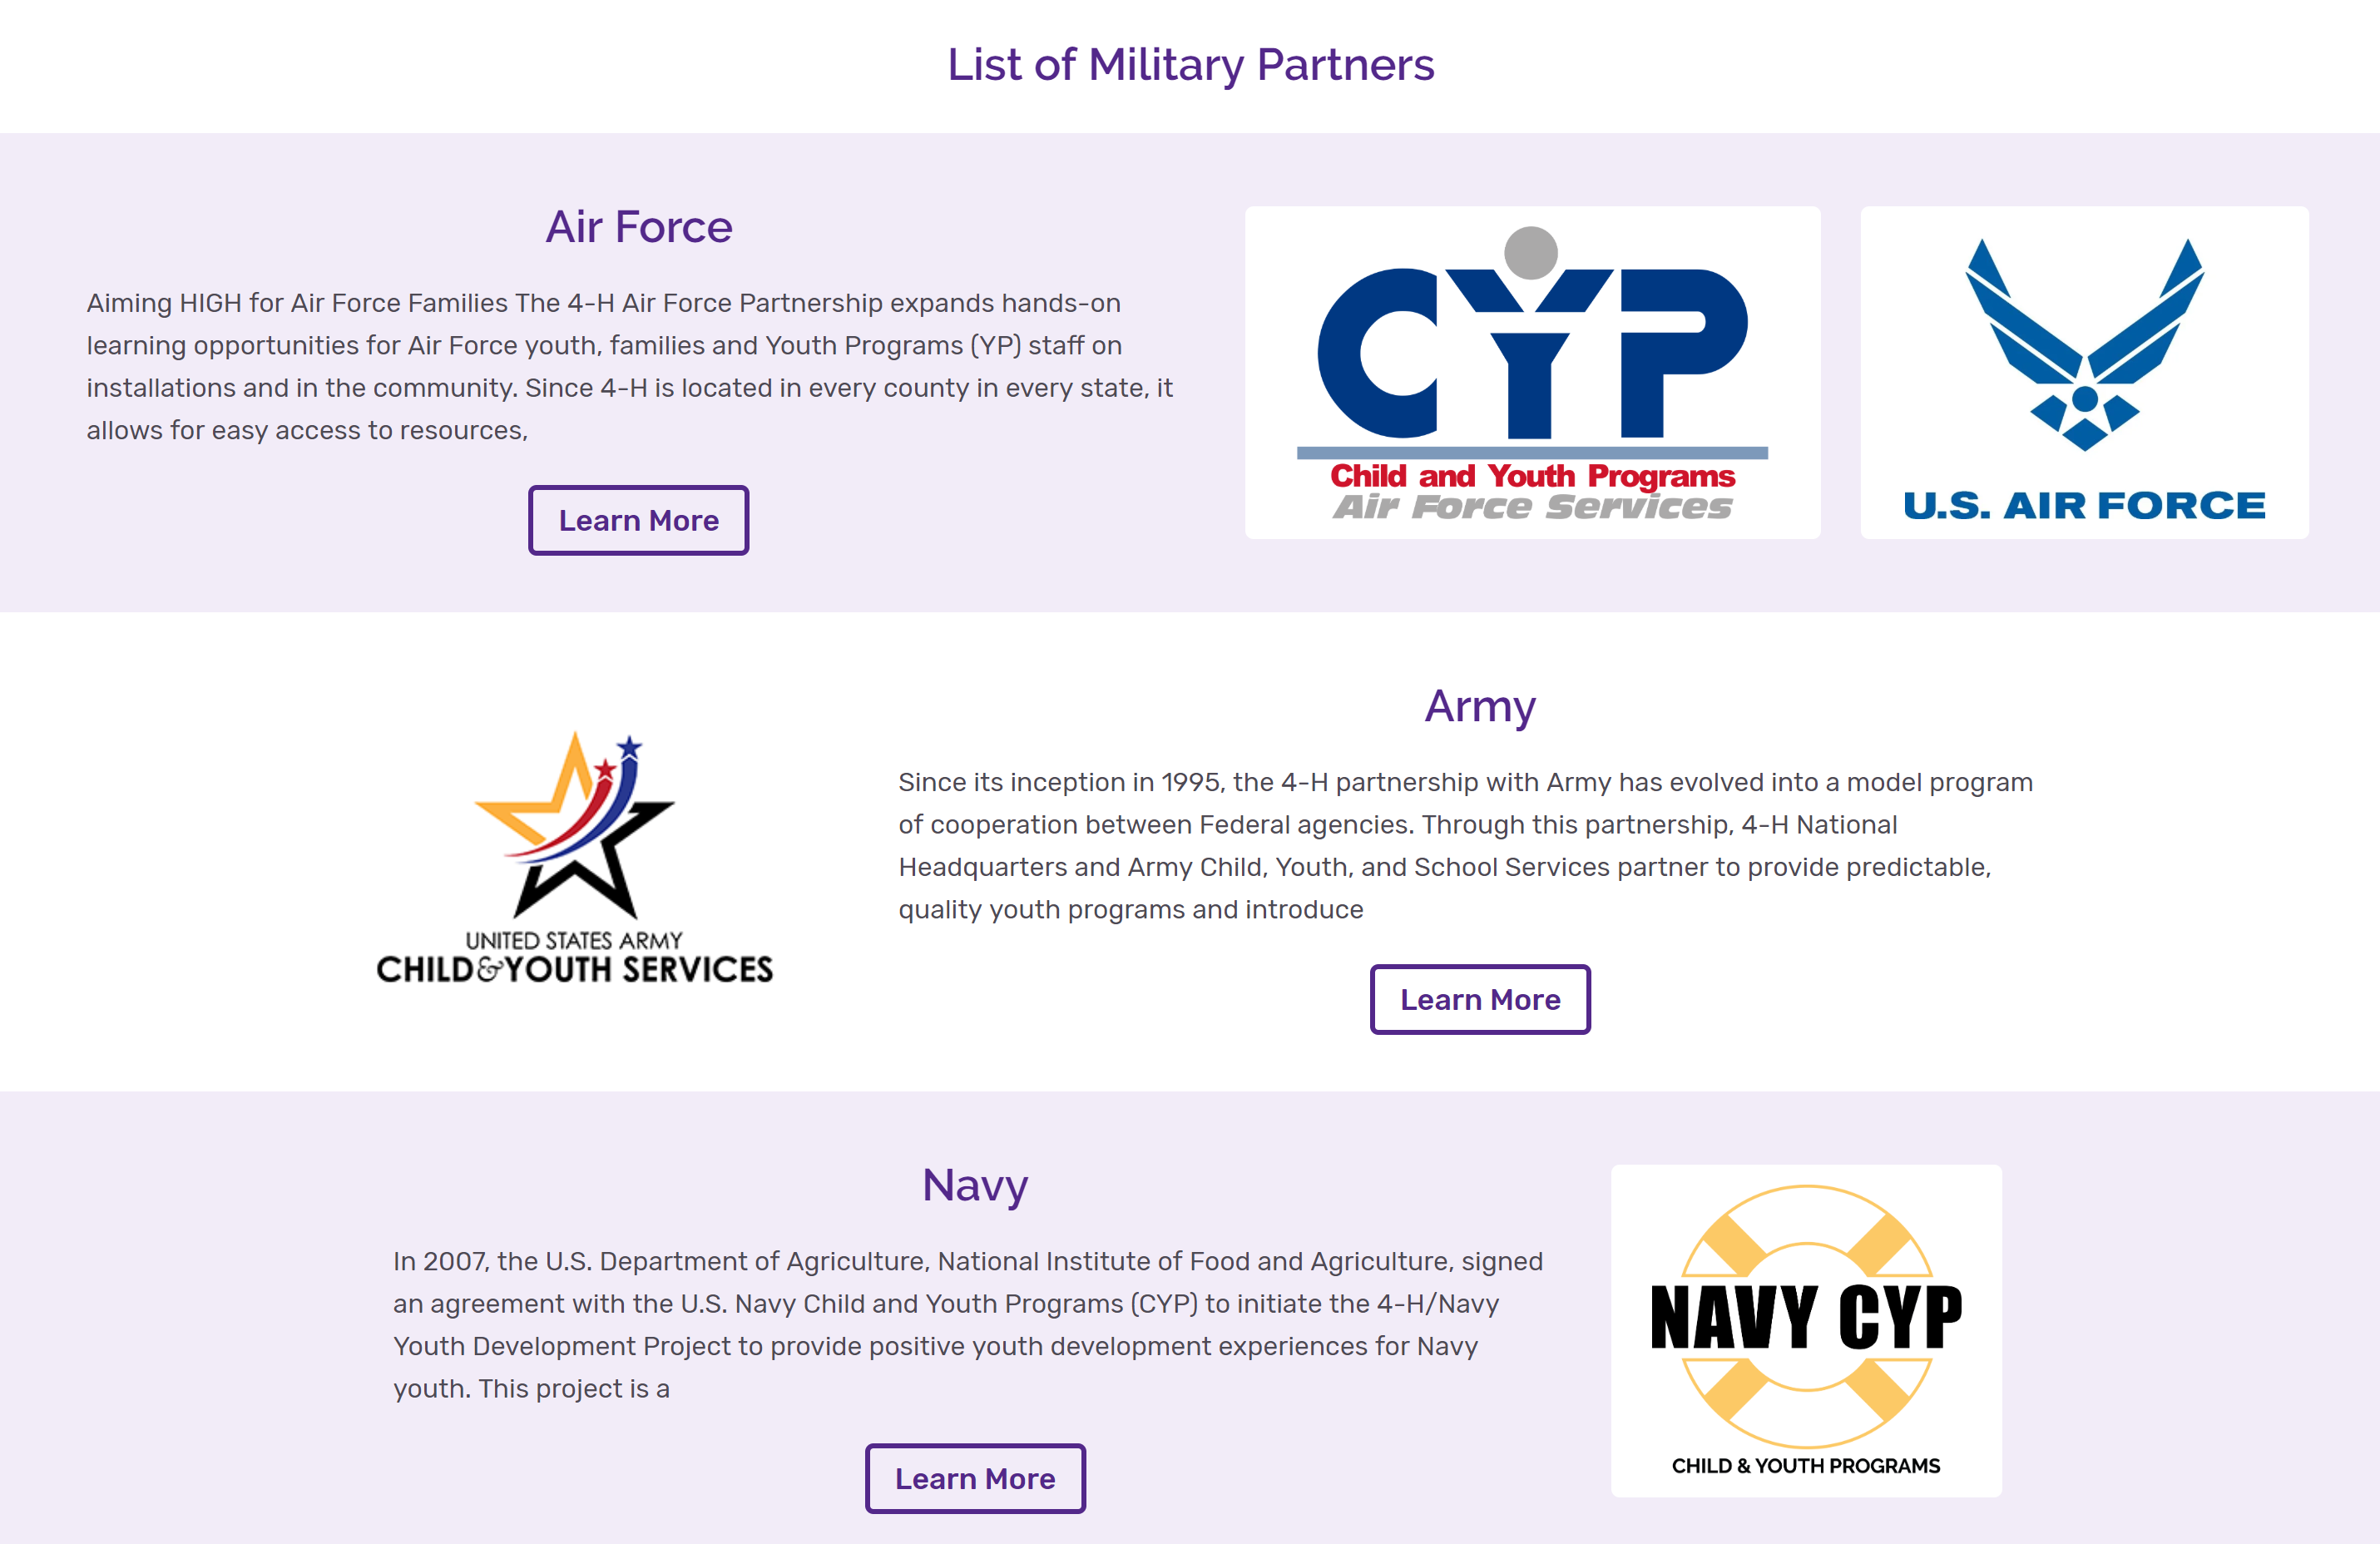 List of Military Partners
Air Force
Aiming HIGH for Air Force Families The 4-H Air Force Partnership expands hands-on
learning opportunities for Air Force youth, families and Youth Programs (YP) staff on
installations and in the community. Since 4-H is located in every county in every state, it
allows for easy access to resources,
Learn More
CYP
Child and Youth Programs
Air Force Services
U.S. AIR FORCE
UNITED STATES ARMY
CHILD&YOUTH SERVICES
Army
Since its inception in 1995, the 4-H partnership with Army has evolved into a model program
of cooperation between Federal agencies. Through this partnership, 4-H National
Headquarters and Army Child, Youth, and School Services partner to provide predictable,
quality youth programs and introduce
Learn More
Navy
In 2007, the U.S. Department of Agriculture, National Institute of Food and Agriculture, signed
an agreement with the U.S. Navy Child and Youth Programs (CYP) to initiate the 4-H/Navy
Youth Development Project to provide positive youth development experiences for Navy
youth. This project is a
Learn More
NAVY CYP
CHILD & YOUTH PROGRAMS